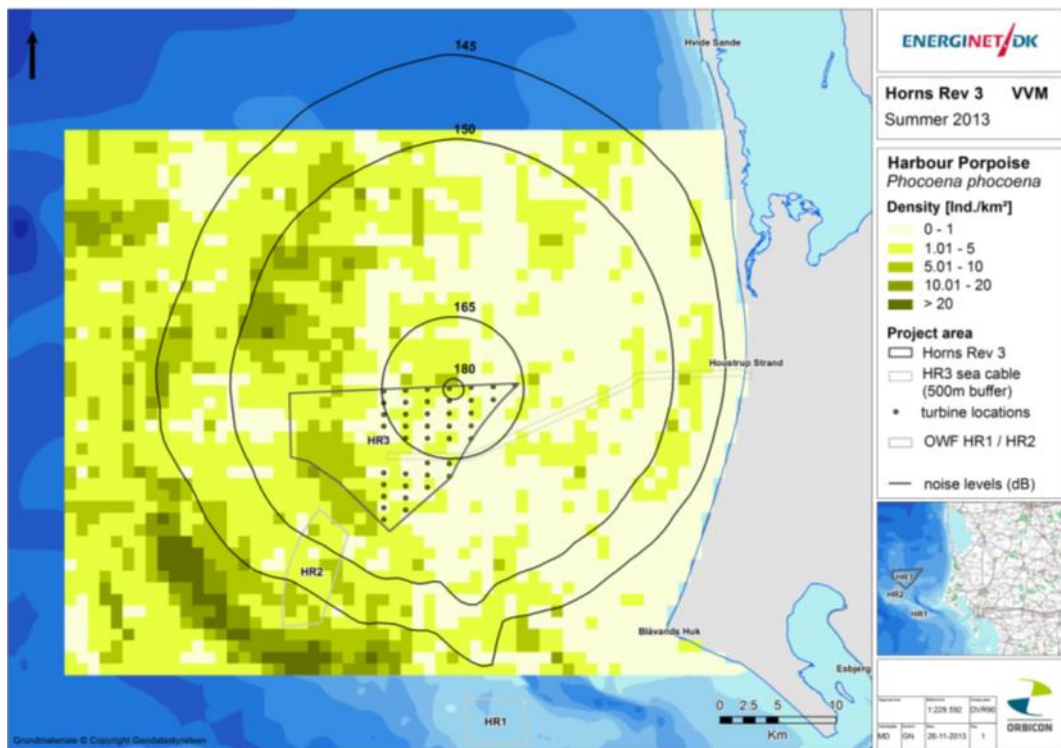 145
Hvide Sande
150
165
180
Houstrup Strand
HR3
HR2
Blåvands Huk
Esbjerg
HR1
0 2.5 5 10
Km
Grundmateriale © Copyright Geodatastyrelsen
ENERGINET/DK
Horns Rev 3 VVM
Summer 2013
Harbour Porpoise
Phocoena phocoena
Density [Ind./km²]
0 - 1
1.01 - 5
5.01 - 10
10.01 - 20
> 20
Project area
Horns Rev 3
HR3 sea cable
(500m buffer)
turbine locations
OWF HR1 / HR2
noise levels (dB)
HR2
HR1
1:229.592
DVR90
MD
GN
26-11-2013
1
ORBICON